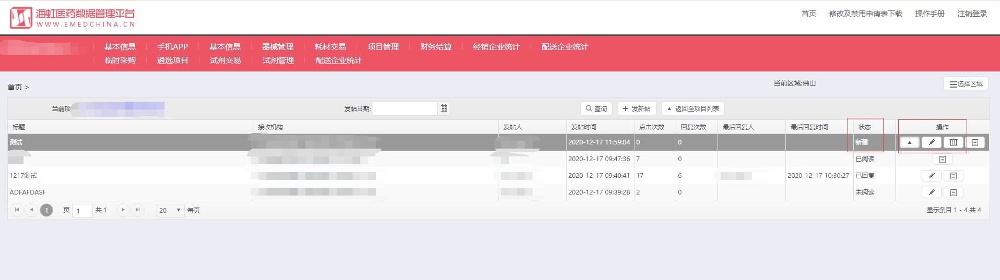 海虹医药数据管理平台
WWW.EMEDCHINA.CN
首页 修改及禁用申请表下载 操作手册 注销登录
基本信息 手机APP 基本信息 器械管理 耗材交易 项目管理 财务结算 经销企业统计 配送企业统计
临时采购 遴选项目 试剂交易 试剂管理 配送企业统计
首页 >
当前区域:佛山
选择区域
当前项 发帖日期: 查询 发新帖 返回至项目列表
标题 接收机构 发帖人 发帖时间 点击次数 回复次数 最后回复人 最后回复时间 状态 操作
测试 2020-12-17 11:59:04 0 0 新建
2020-12-17 09:47:36 7 0 已阅读
1217测试 2020-12-17 09:40:41 17 6 2020-12-17 10:30:27 已回复
ADFAFDASF 2020-12-17 09:39:28 2 0 未阅读
1 页 1 共 1 20 每页 显示条目 1 - 4 共 4